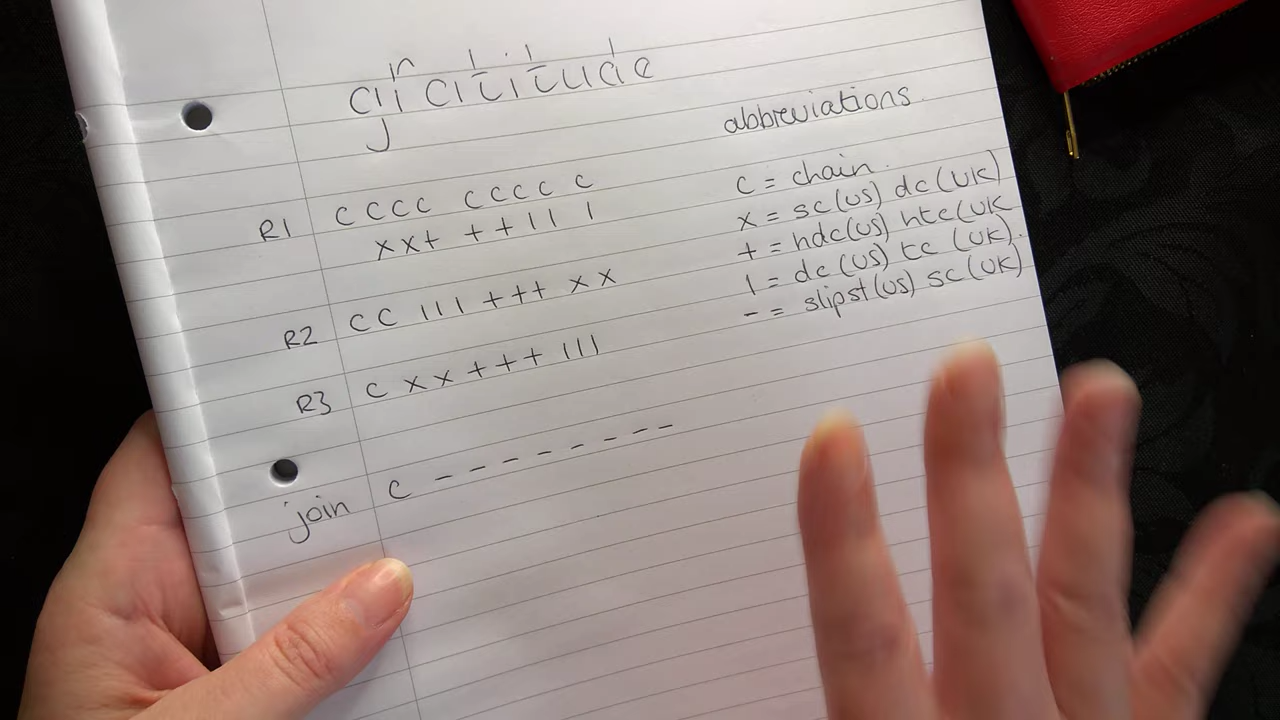 gratitude
abbreviations
R1 c c c c c c c c c
x x + + + | | |
R2 c c | | | + + + x x
R3 c x x + + + | | |
join c - - - - - - - -
c = chain.
x = sc (US) dc (UK)
+ = hdc (US) htc (UK
| = dc (US) tc (UK).
- = slipst (US) sc (UK)